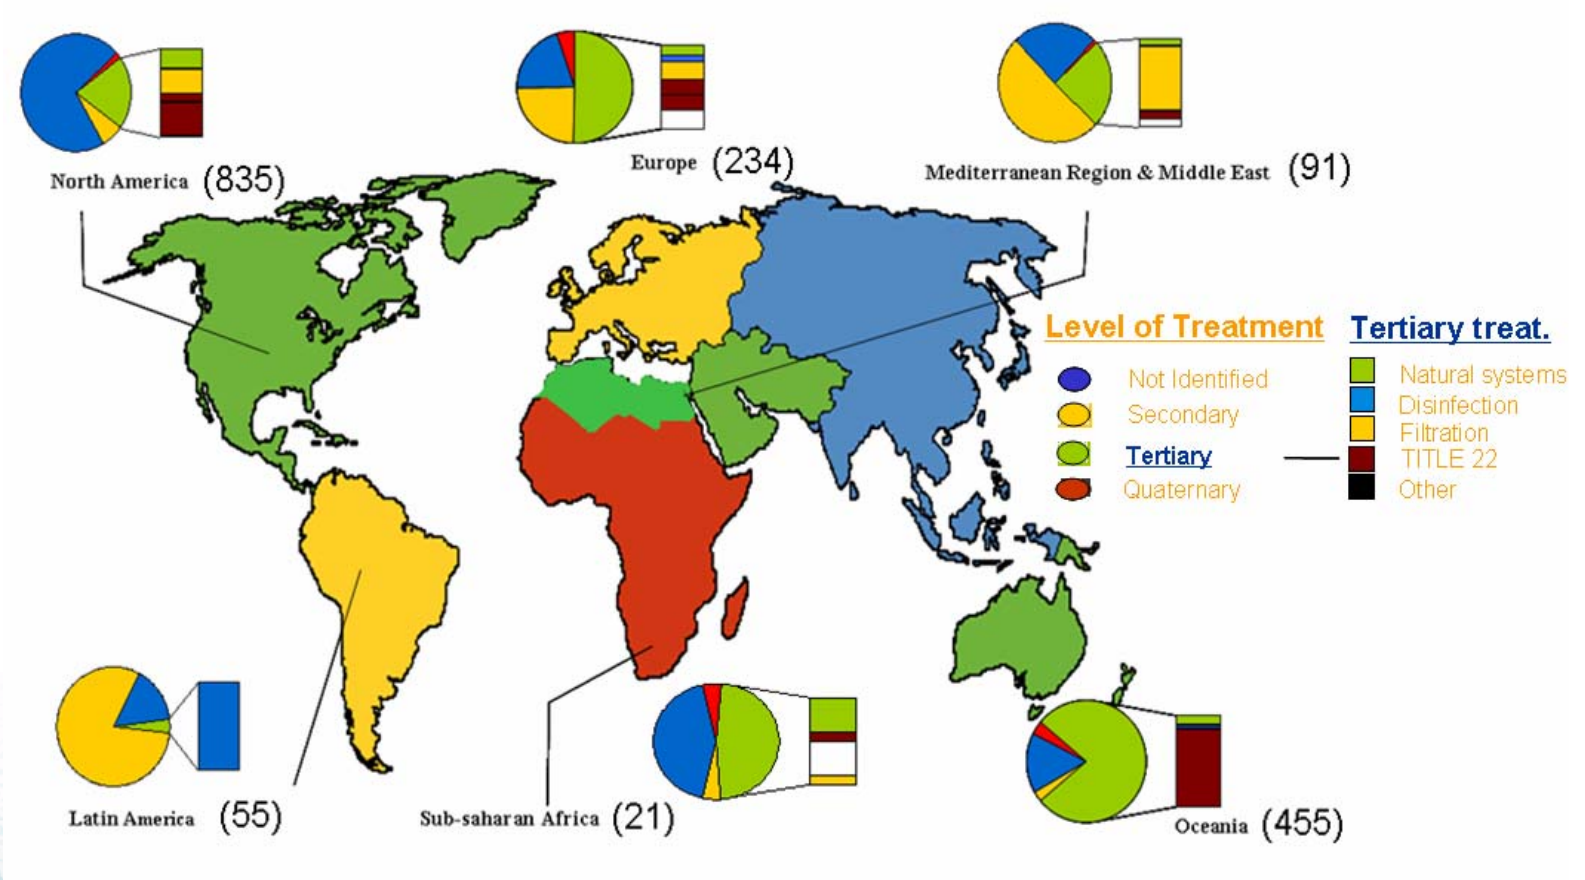 North America (835)
Europe (234)
Mediterranean Region & Middle East (91)
Level of Treatment
Not Identified
Secondary
Tertiary
Quaternary
Tertiary treat.
Natural systems
Disinfection
Filtration
TITLE 22
Other
Latin America (55)
Sub-saharan Africa (21)
Oceania (455)